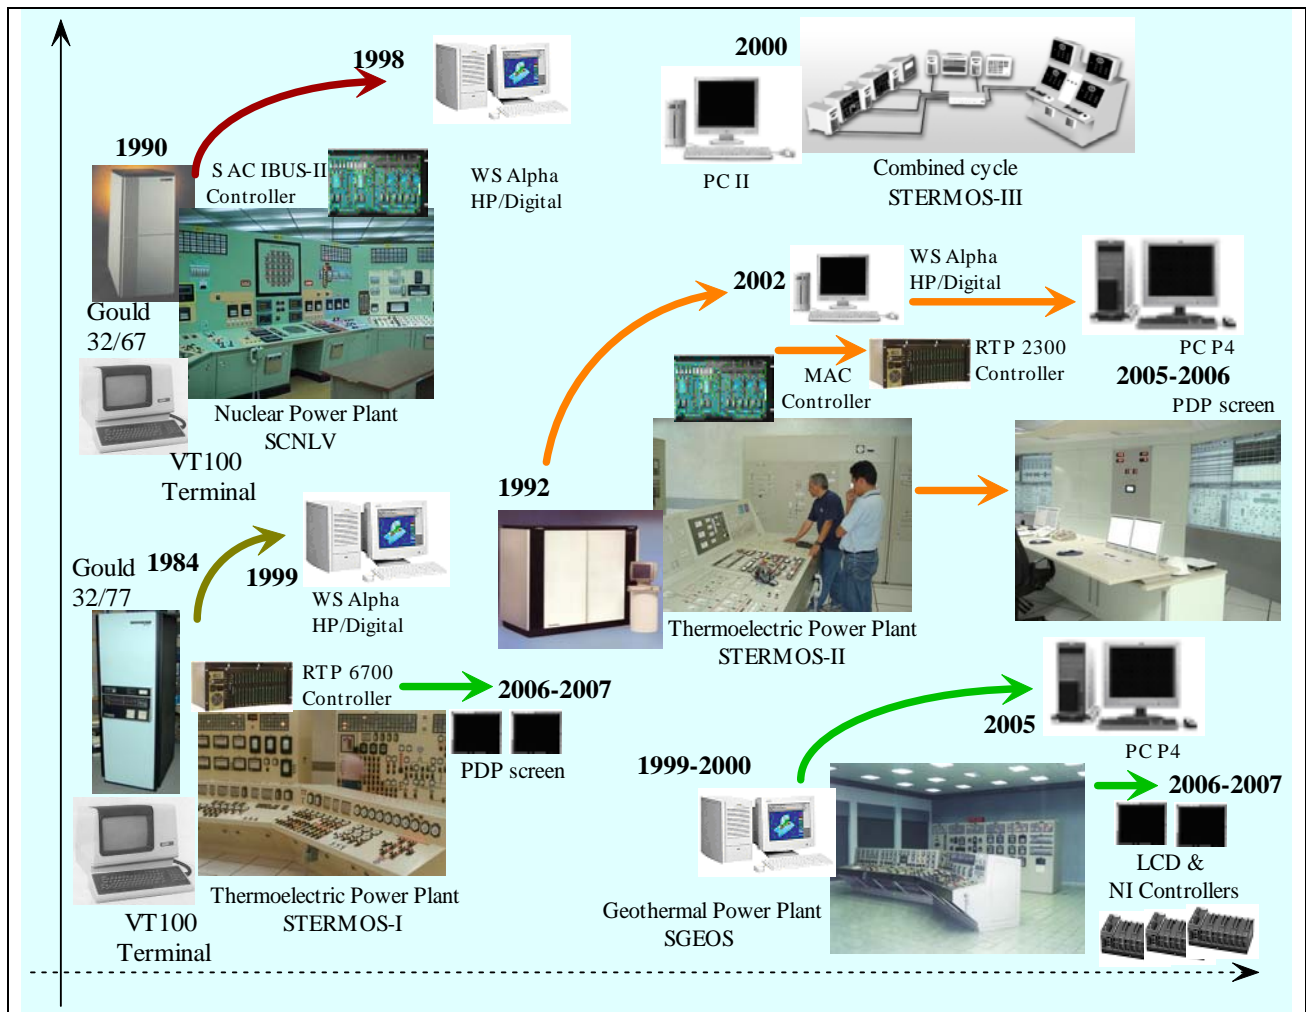 1998
2000
1990
S AC IBUS-II
Controller
WS Alpha
HP/Digital
PC II
Combined cycle
STERMOS-III
Gould
32/67
Nuclear Power Plant
SCNLV
VT100
Terminal
2002
WS Alpha
HP/Digital
MAC
Controller
RTP 2300
Controller
PC P4
2005-2006
PDP screen
1992
Thermoelectric Power Plant
STERMOS-II
Gould
32/77
1984
1999
WS Alpha
HP/Digital
RTP 6700
Controller
2006-2007
PDP screen
Thermoelectric Power Plant
STERMOS-I
VT100
Terminal
1999-2000
2005
PC P4
2006-2007
LCD &
NI Controllers
Geothermal Power Plant
SGEOS